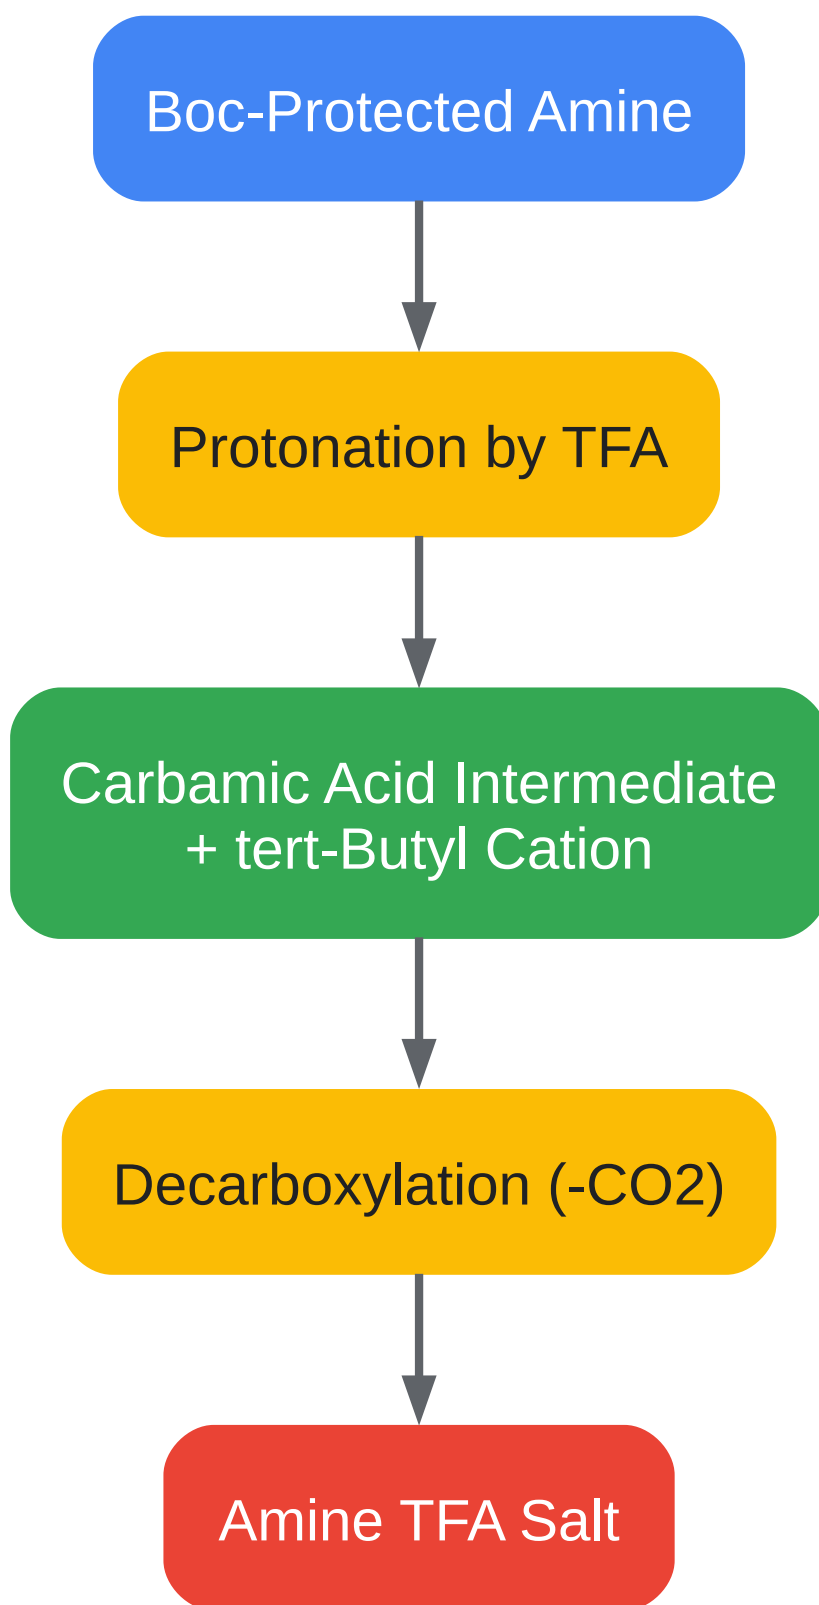 Boc-Protected Amine
Protonation by TFA
Carbamic Acid Intermediate
+ tert-Butyl Cation
Decarboxylation (-CO2)
Amine TFA Salt